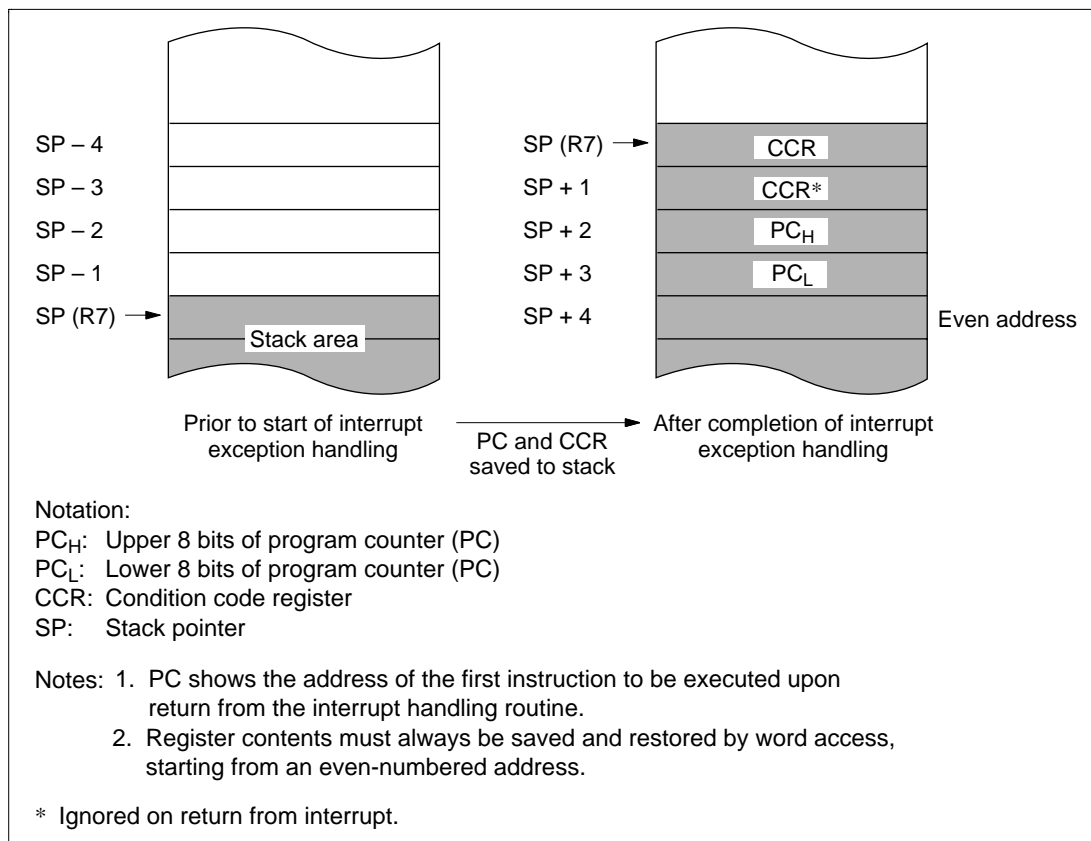 SP – 4
SP – 3
SP – 2
SP – 1
SP (R7)
Stack area
SP (R7)
SP + 1
SP + 2
SP + 3
SP + 4
CCR
CCR*
PCH
PCL
Even address
Prior to start of interrupt
exception handling
PC and CCR
saved to stack
After completion of interrupt
exception handling
Notation:
PCH: Upper 8 bits of program counter (PC)
PCL: Lower 8 bits of program counter (PC)
CCR: Condition code register
SP: Stack pointer
Notes: 1. PC shows the address of the first instruction to be executed upon
return from the interrupt handling routine.
2. Register contents must always be saved and restored by word access,
starting from an even-numbered address.
* Ignored on return from interrupt.